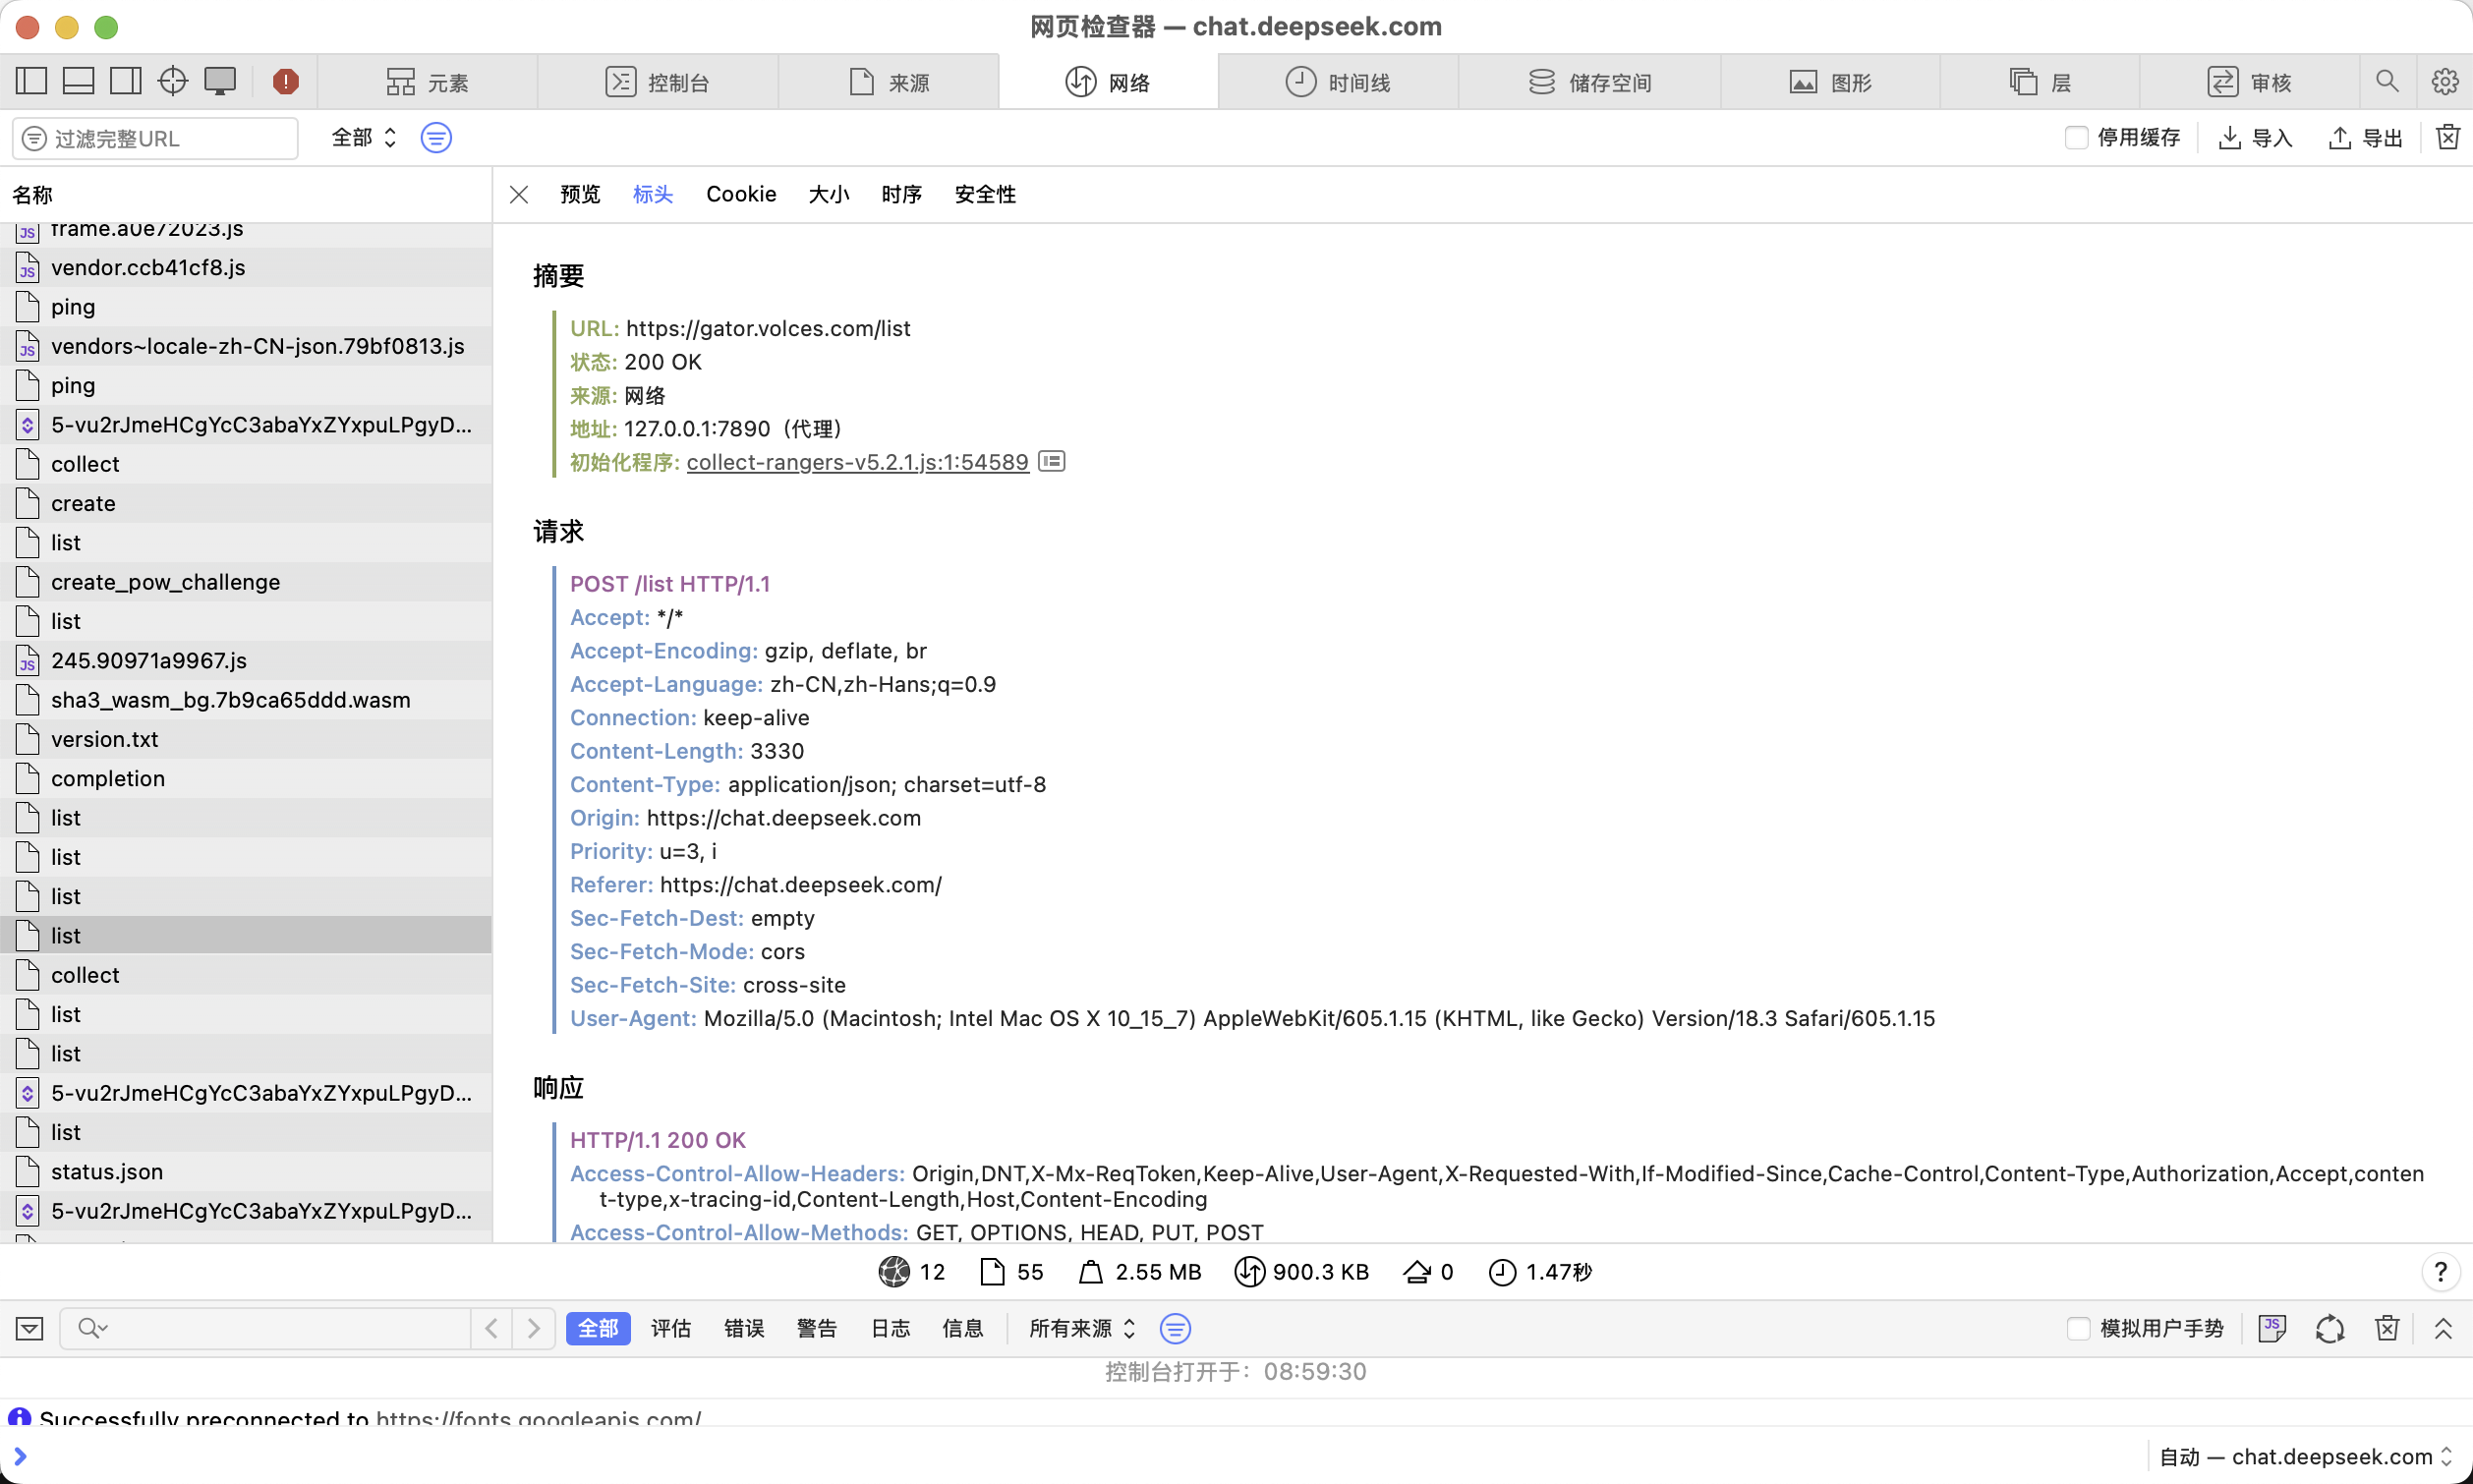 网页检查器 — chat.deepseek.com
元素
控制台
来源
网络
时间线
储存空间
图形
层
审核
过滤完整URL
全部
停用缓存
导入
导出
名称
预览
标头
Cookie
大小
时序
安全性
frame.a0e72023.js
vendor.ccb41cf8.js
ping
vendors~locale-zh-CN-json.79bf0813.js
ping
5-vu2rJmeHCgYcC3abaYxZYxpuLPgyD...
collect
create
list
create_pow_challenge
list
245.90971a9967.js
sha3_wasm_bg.7b9ca65ddd.wasm
version.txt
completion
list
list
list
list
collect
list
list
5-vu2rJmeHCgYcC3abaYxZYxpuLPgyD...
list
status.json
5-vu2rJmeHCgYcC3abaYxZYxpuLPgyD...
摘要
URL: https://gator.volces.com/list
状态: 200 OK
来源: 网络
地址: 127.0.0.1:7890（代理）
初始化程序: collect-rangers-v5.2.1.js:1:54589
请求
POST /list HTTP/1.1
Accept: */*
Accept-Encoding: gzip, deflate, br
Accept-Language: zh-CN,zh-Hans;q=0.9
Connection: keep-alive
Content-Length: 3330
Content-Type: application/json; charset=utf-8
Origin: https://chat.deepseek.com
Priority: u=3, i
Referer: https://chat.deepseek.com/
Sec-Fetch-Dest: empty
Sec-Fetch-Mode: cors
Sec-Fetch-Site: cross-site
User-Agent: Mozilla/5.0 (Macintosh; Intel Mac OS X 10_15_7) AppleWebKit/605.1.15 (KHTML, like Gecko) Version/18.3 Safari/605.1.15
响应
HTTP/1.1 200 OK
Access-Control-Allow-Headers: Origin,DNT,X-Mx-ReqToken,Keep-Alive,User-Agent,X-Requested-With,If-Modified-Since,Cache-Control,Content-Type,Authorization,Accept,conten
t-type,x-tracing-id,Content-Length,Host,Content-Encoding
Access-Control-Allow-Methods: GET, OPTIONS, HEAD, PUT, POST
12
55
2.55 MB
900.3 KB
0
1.47秒
?
全部
评估
错误
警告
日志
信息
所有来源
模拟用户手势
控制台打开于：08:59:30
Successfully preconnected to https://fonts.googleapis.com/
自动 — chat.deepseek.com